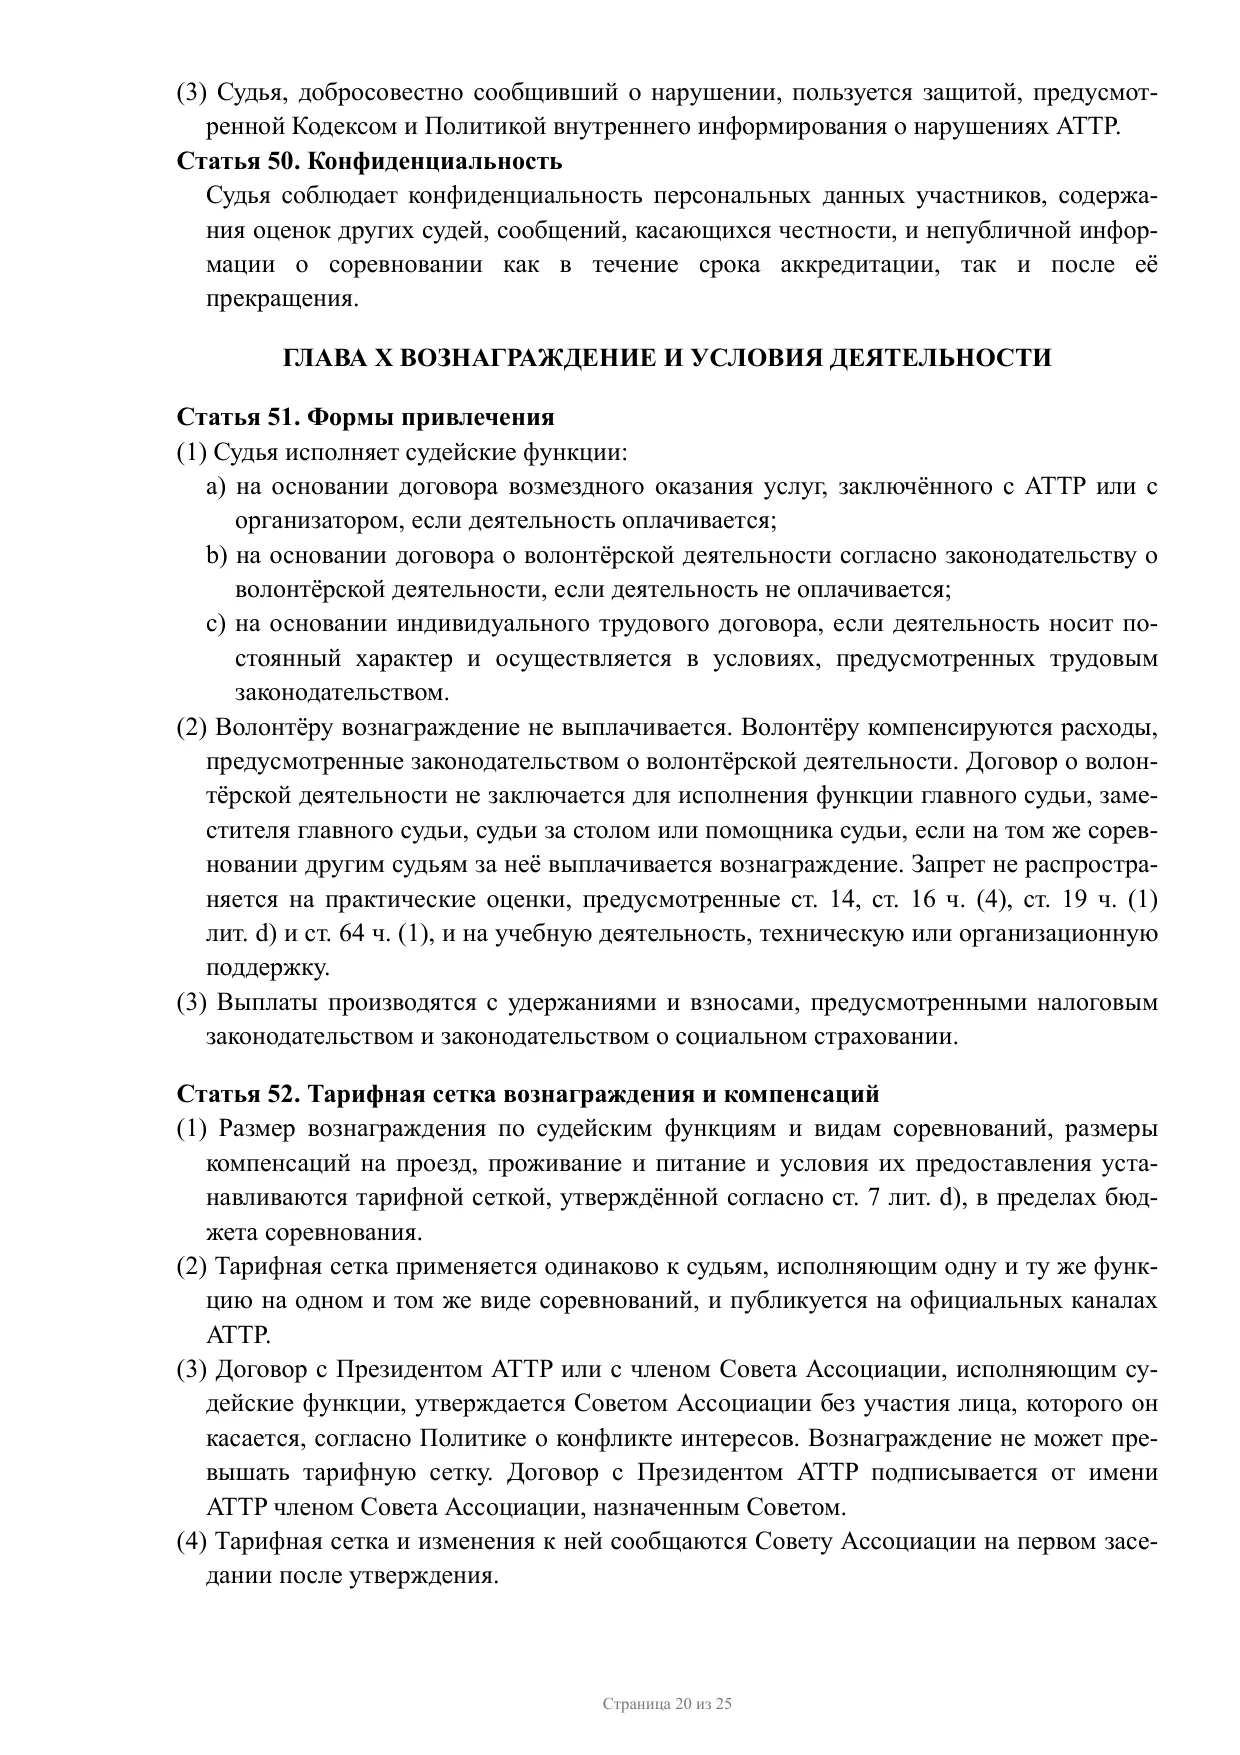 (3) Судья, добросовестно сообщивший о нарушении, пользуется защитой, предусмот-
ренной Кодексом и Политикой внутреннего информирования о нарушениях АТТР.
Статья 50. Конфиденциальность
Судья соблюдает конфиденциальность персональных данных участников, содержа-
ния оценок других судей, сообщений, касающихся честности, и непубличной инфор-
мации о соревновании как в течение срока аккредитации, так и после её
прекращения.
ГЛАВА X ВОЗНАГРАЖДЕНИЕ И УСЛОВИЯ ДЕЯТЕЛЬНОСТИ
Статья 51. Формы привлечения
(1) Судья исполняет судейские функции:
a) на основании договора возмездного оказания услуг, заключённого с АТТР или с
организатором, если деятельность оплачивается;
b) на основании договора о волонтёрской деятельности согласно законодательству о
волонтёрской деятельности, если деятельность не оплачивается;
c) на основании индивидуального трудового договора, если деятельность носит по-
стоянный характер и осуществляется в условиях, предусмотренных трудовым
законодательством.
(2) Волонтёру вознаграждение не выплачивается. Волонтёру компенсируются расходы,
предусмотренные законодательством о волонтёрской деятельности. Договор о волон-
тёрской деятельности не заключается для исполнения функции главного судьи, заме-
стителя главного судьи, судьи за столом или помощника судьи, если на том же сорев-
новании другим судьям за неё выплачивается вознаграждение. Запрет не распростра-
няется на практические оценки, предусмотренные ст. 14, ст. 16 ч. (4), ст. 19 ч. (1)
лит. d) и ст. 64 ч. (1), и на учебную деятельность, техническую или организационную
поддержку.
(3) Выплаты производятся с удержаниями и взносами, предусмотренными налоговым
законодательством и законодательством о социальном страховании.
Статья 52. Тарифная сетка вознаграждения и компенсаций
(1) Размер вознаграждения по судейским функциям и видам соревнований, размеры
компенсаций на проезд, проживание и питание и условия их предоставления уста-
навливаются тарифной сеткой, утверждённой согласно ст. 7 лит. d), в пределах бюд-
жета соревнования.
(2) Тарифная сетка применяется одинаково к судьям, исполняющим одну и ту же функ-
цию на одном и том же виде соревнований, и публикуется на официальных каналах
АТТР.
(3) Договор с Президентом АТТР или с членом Совета Ассоциации, исполняющим су-
дейские функции, утверждается Советом Ассоциации без участия лица, которого он
касается, согласно Политике о конфликте интересов. Вознаграждение не может пре-
вышать тарифную сетку. Договор с Президентом АТТР подписывается от имени
АТТР членом Совета Ассоциации, назначенным Советом.
(4) Тарифная сетка и изменения к ней сообщаются Совету Ассоциации на первом засе-
дании после утверждения.
Страница 20 из 25